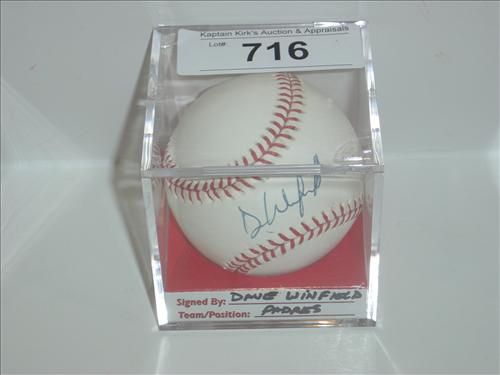 Kaptain Kirk's Auction & Appraisals
Lot#: 716
Signed By: DAVE WINFIELD
Team/Position: PADRES